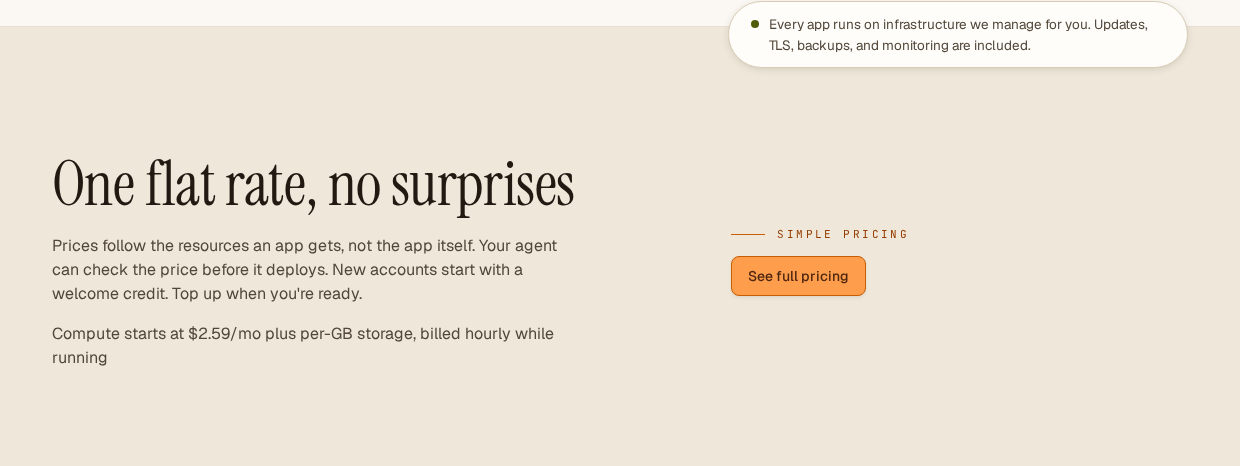 Every app runs on infrastructure we manage for you. Updates,
TLS, backups, and monitoring are included.
One flat rate, no surprises
Prices follow the resources an app gets, not the app itself. Your agent
can check the price before it deploys. New accounts start with a
welcome credit. Top up when you're ready.
Compute starts at $2.59/mo plus per-GB storage, billed hourly while
running
SIMPLE PRICING
See full pricing